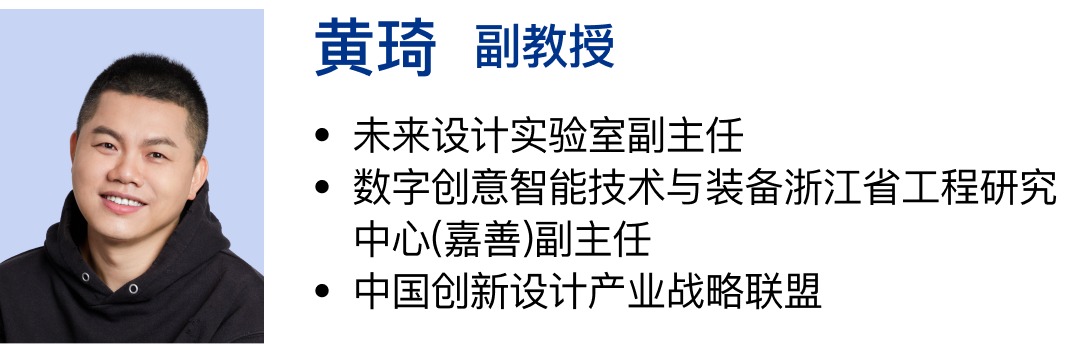 黄琦 副教授
• 未来设计实验室副主任
• 数字创意智能技术与装备浙江省工程研究
中心(嘉善)副主任
• 中国创新设计产业战略联盟